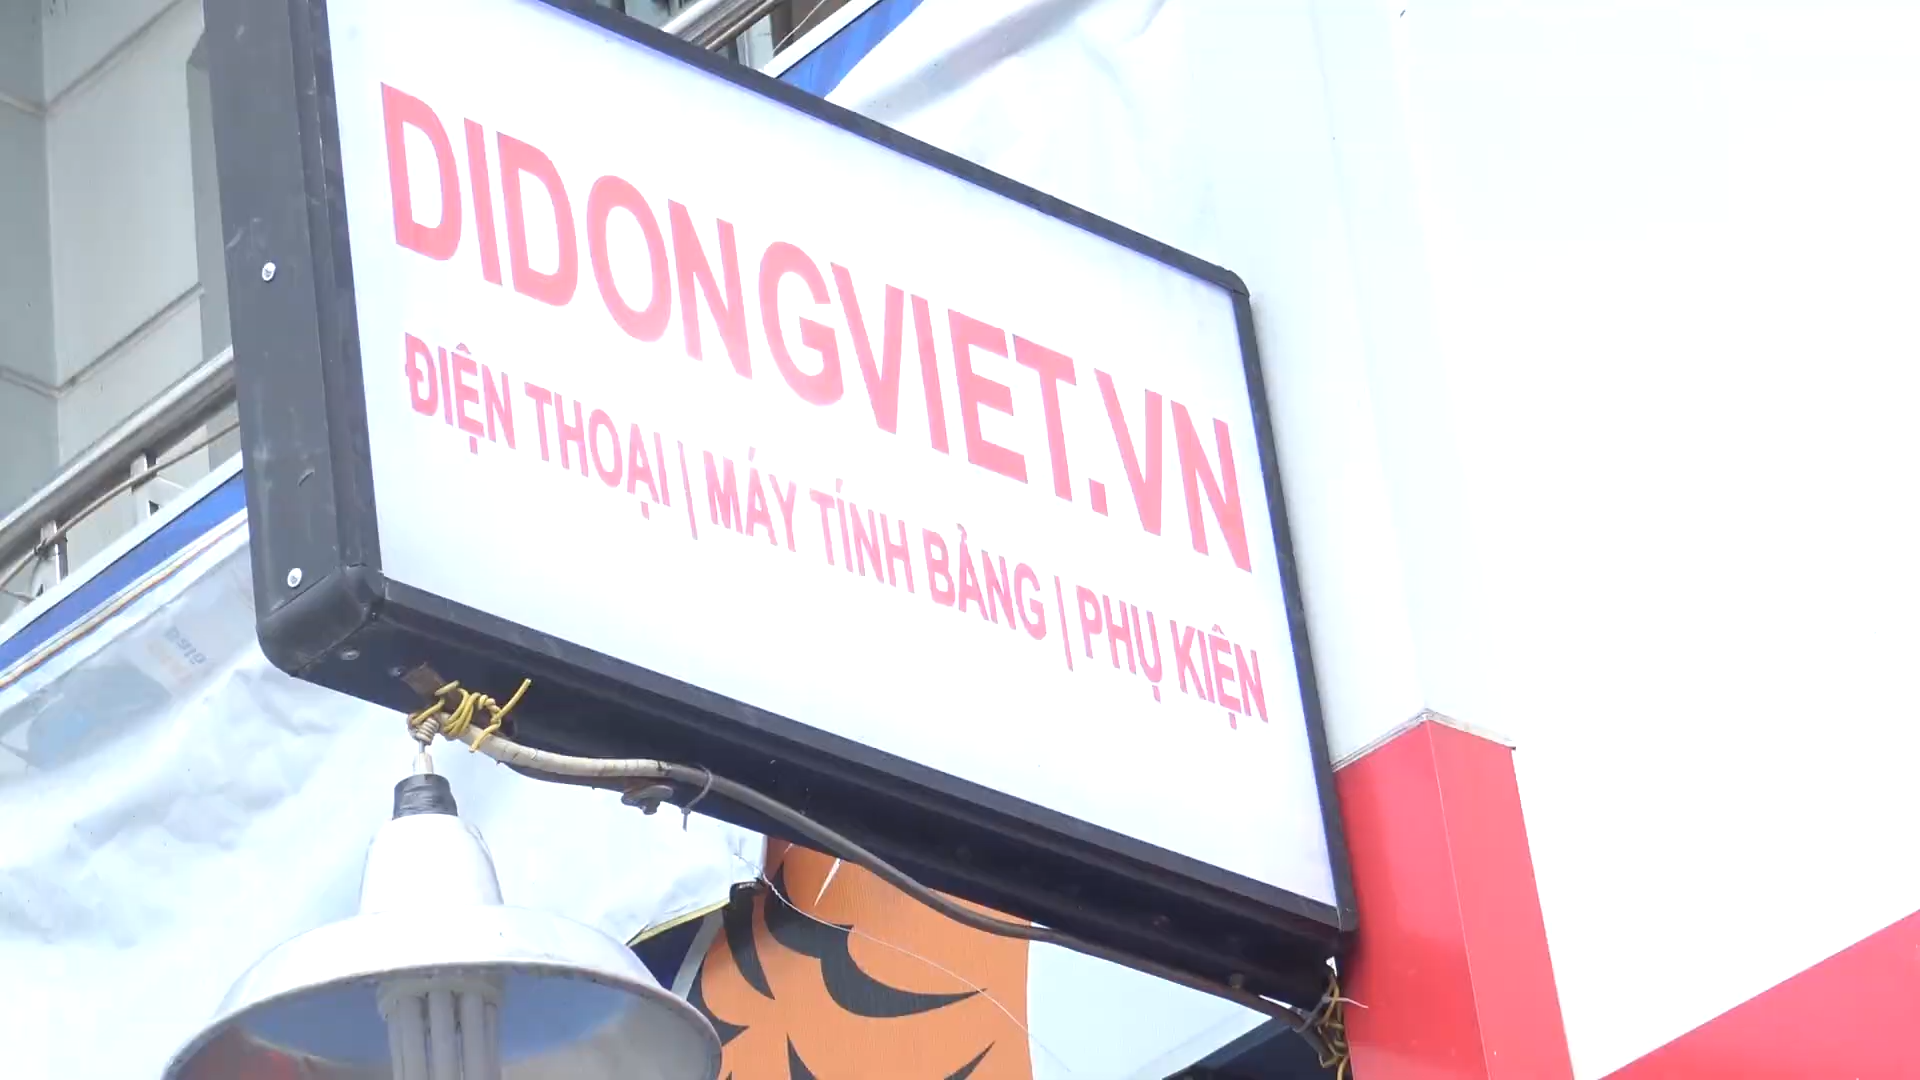 DIDONGVIET.VN
ĐIỆN THOẠI | MÁY TÍNH BẢNG | PHỤ KIỆN